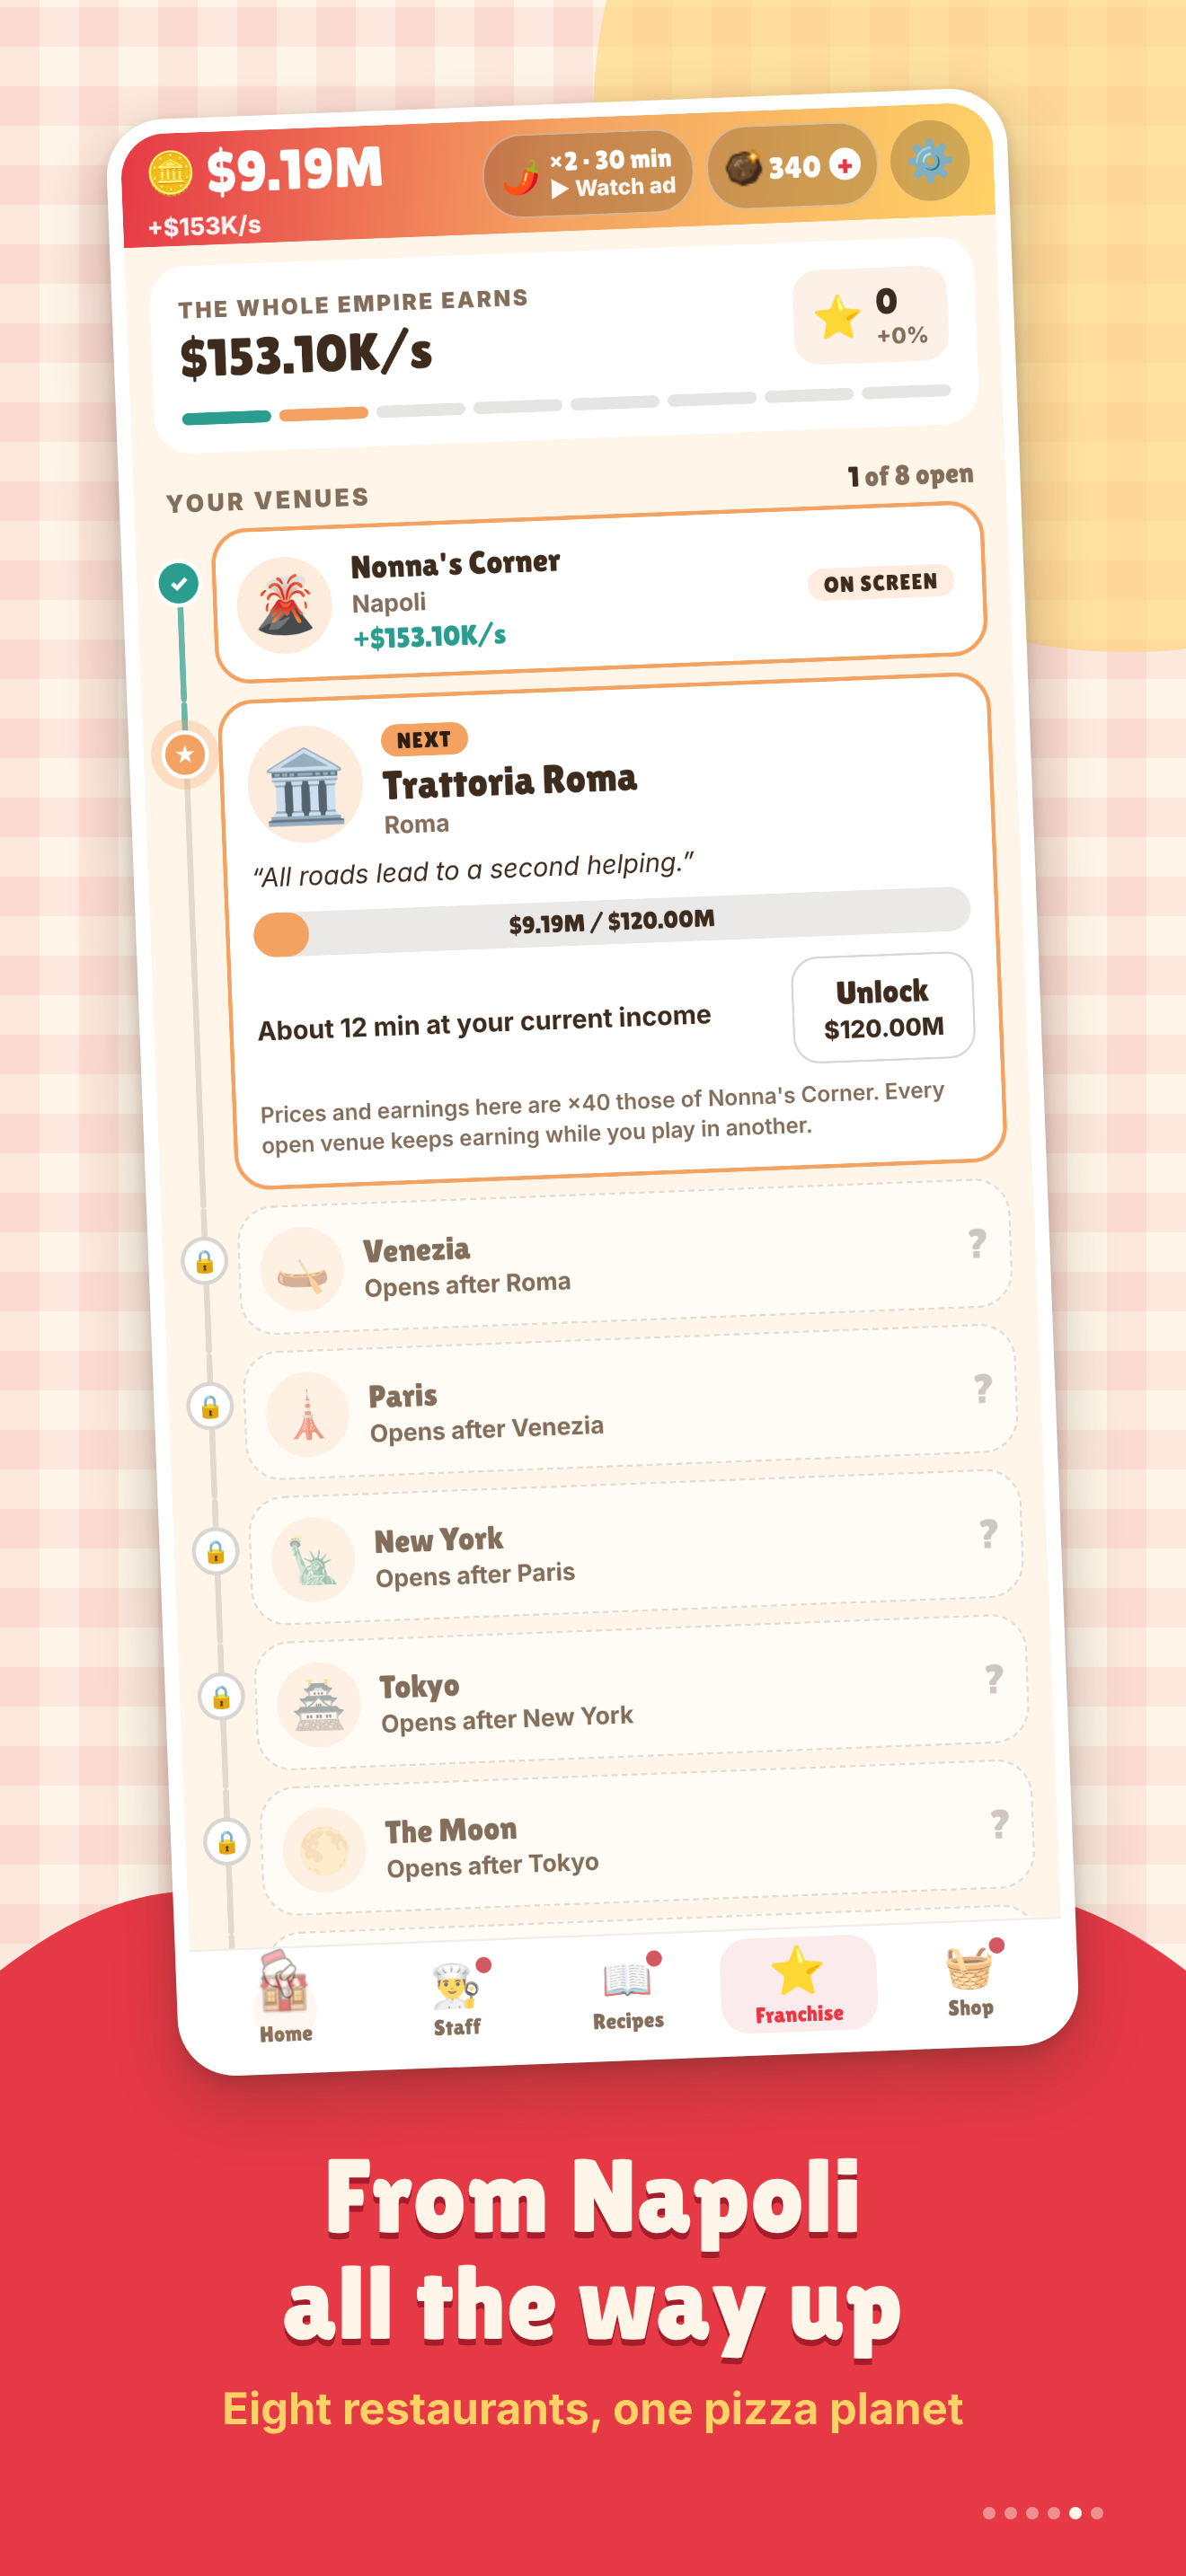 $9.19M
+$153K/s
×2 · 30 min
▶ Watch ad
340
THE WHOLE EMPIRE EARNS
$153.10K/s
0
+0%
YOUR VENUES
1 of 8 open
Nonna's Corner
Napoli
+$153.10K/s
ON SCREEN
NEXT
Trattoria Roma
Roma
“All roads lead to a second helping.”
$9.19M / $120.00M
About 12 min at your current income
Unlock
$120.00M
Prices and earnings here are ×40 those of Nonna's Corner. Every
open venue keeps earning while you play in another.
Venezia
Opens after Roma
?
Paris
Opens after Venezia
?
New York
Opens after Paris
?
Tokyo
Opens after New York
?
The Moon
Opens after Tokyo
?
Home
Staff
Recipes
Franchise
Shop
From Napoli
all the way up
Eight restaurants, one pizza planet